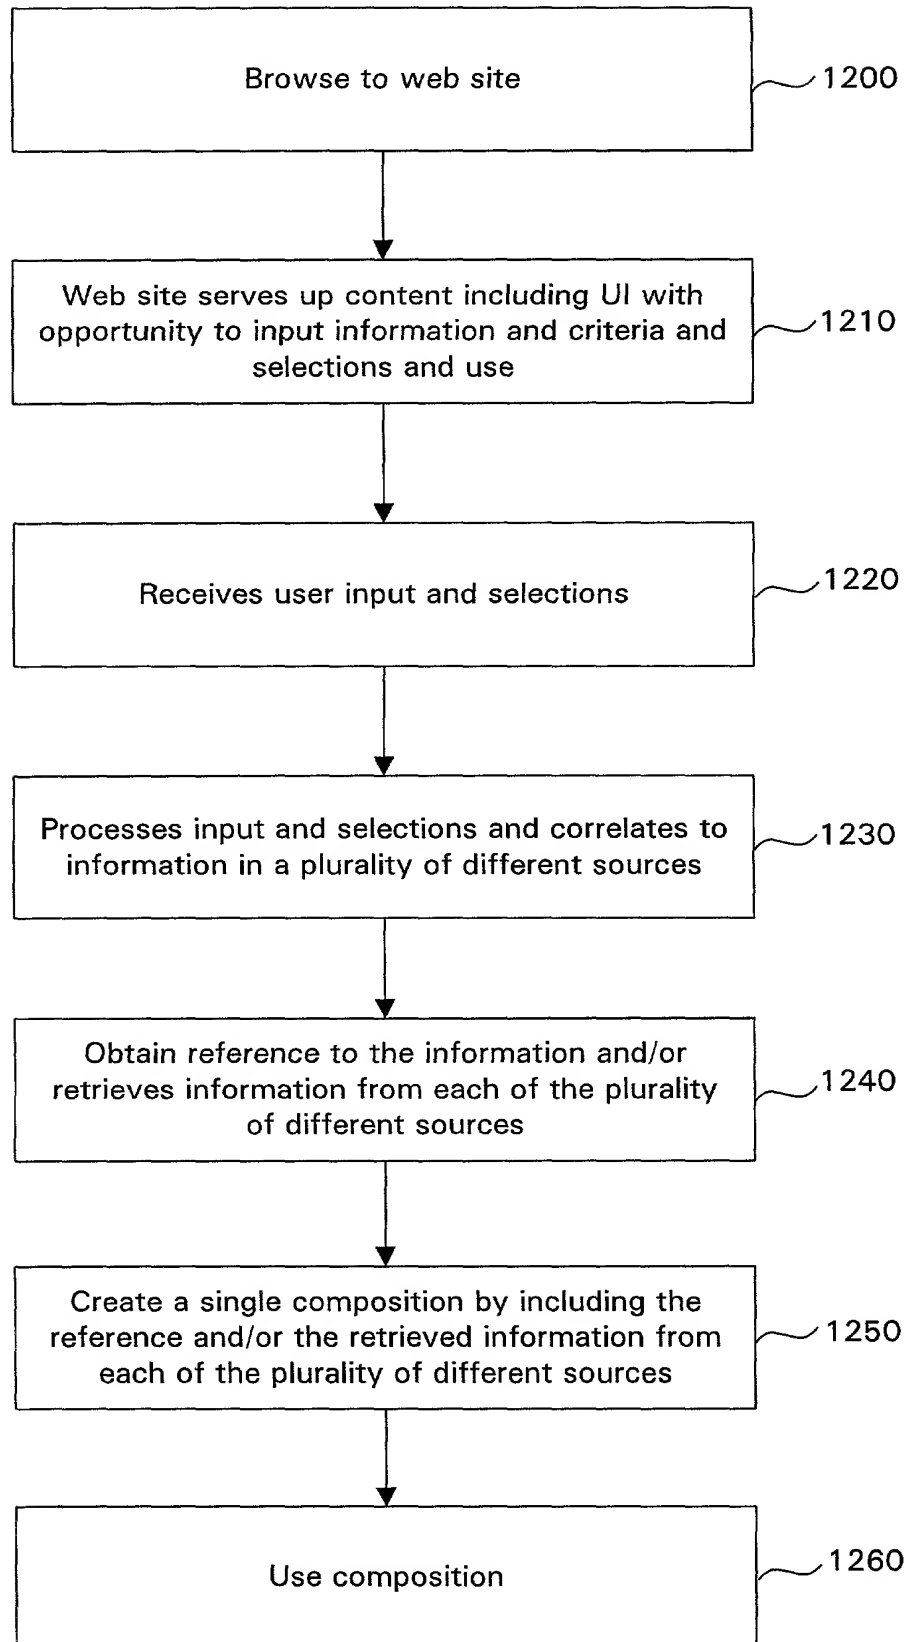 Browse to web site
1200
Web site serves up content including UI with
opportunity to input information and criteria and
selections and use
1210
Receives user input and selections
1220
Processes input and selections and correlates to
information in a plurality of different sources
1230
Obtain reference to the information and/or
retrieves information from each of the plurality
of different sources
1240
Create a single composition by including the
reference and/or the retrieved information from
each of the plurality of different sources
1250
Use composition
1260